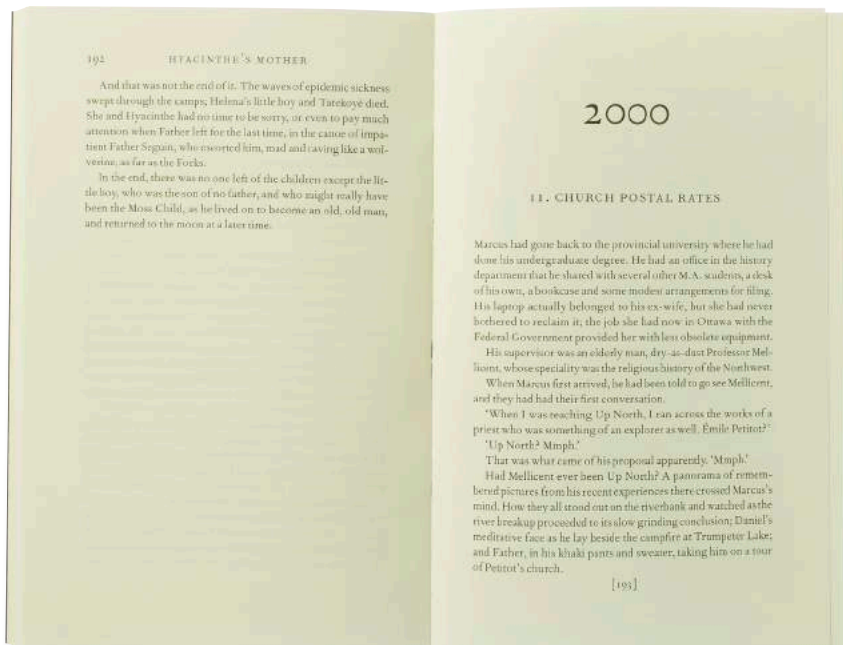 192 HYACINTHE'S MOTHER
And that was not the end of it. The waves of epidemic sickness
swept through the camps; Helena's little boy and Tatekoyé died.
She and Hyacinthe had no time to be sorry, or even to pay much
attention when Father left for the last time, in the canoe of impa-
tient Father Seguin, who escorted him, mad and raving like a wol-
verine, as far as the Forks.
In the end, there was no one left of the children except the lit-
tle boy, who was the son of no father, and who might really have
been the Moss Child, as he lived on to become an old, old man,
and returned to the moon at a later time.
2000
11. CHURCH POSTAL RATES
Marcus had gone back to the provincial university where he had
done his undergraduate degree. He had an office in the history
department that he shared with several other M.A. students, a desk
of his own, a bookcase and some modest arrangements for filing.
His laptop actually belonged to his ex-wife, but she had never
bothered to reclaim it; the job she had now in Ottawa with the
Federal Government provided her with less obsolete equipment.
His supervisor was an elderly man, dry-as-dust Professor Mel-
licent, whose speciality was the religious history of the Northwest.
When Marcus first arrived, he had been told to go see Mellicent,
and they had had their first conversation.
'When I was teaching Up North, I ran across the works of a
priest who was something of an explorer as well. Émile Petitot?'
'Up North? Mmph.'
That was what came of his proposal apparently. 'Mmph.'
Had Mellicent ever been Up North? A panorama of remem-
bered pictures from his recent experiences there crossed Marcus's
mind. How they all stood out on the riverbank and watched as the
river breakup proceeded to its slow grinding conclusion; Daniel's
meditative face as he lay beside the campfire at Trumpeter Lake;
and Father, in his khaki pants and sweater, taking him on a tour
of Petitot's church.
[193]